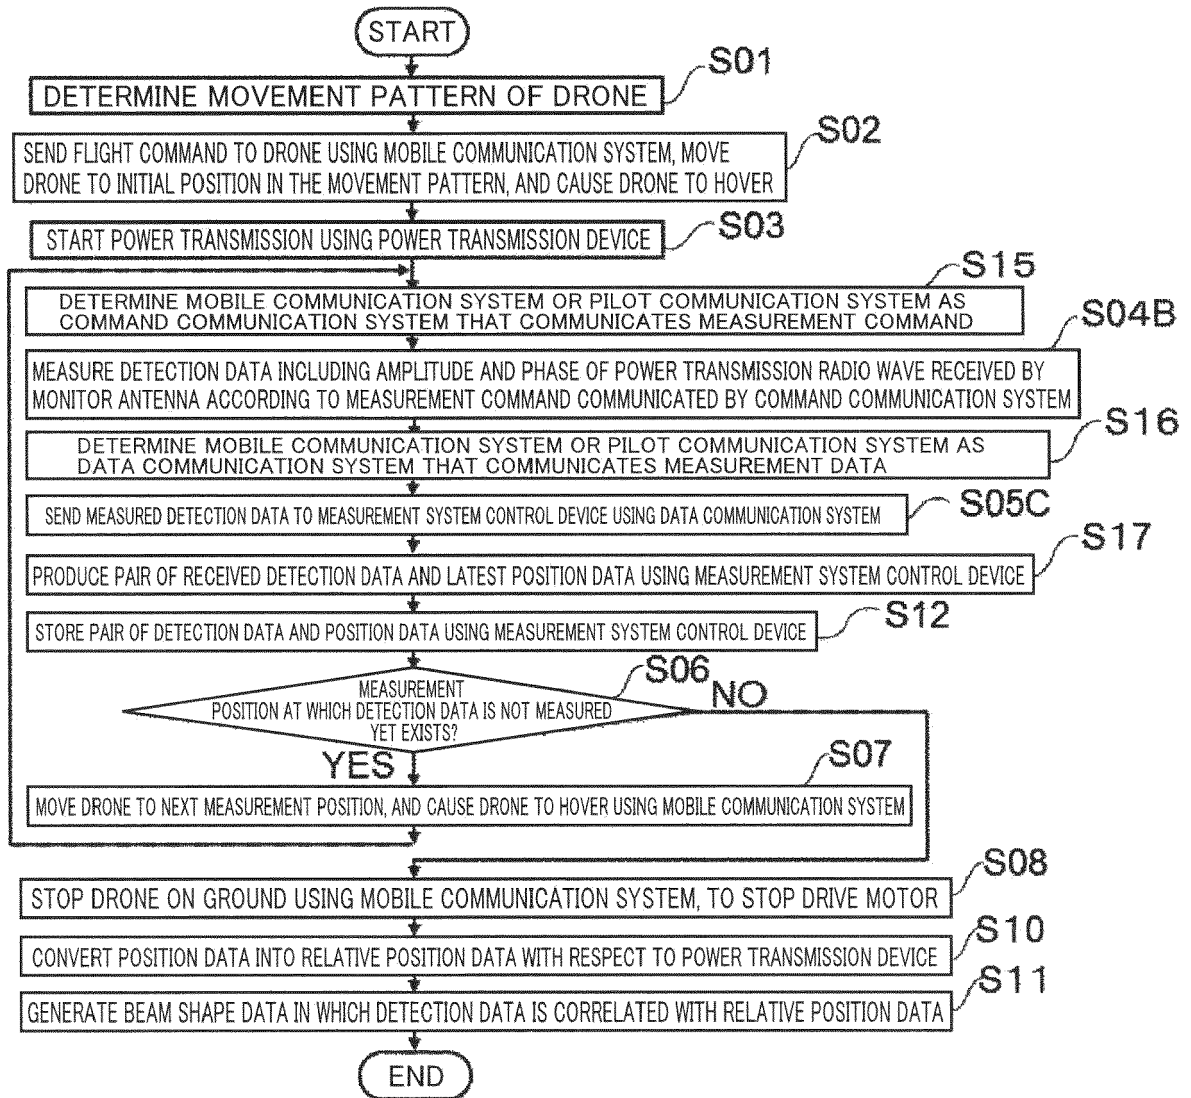 START
S01
DETERMINE MOVEMENT PATTERN OF DRONE
S02
SEND FLIGHT COMMAND TO DRONE USING MOBILE COMMUNICATION SYSTEM, MOVE
DRONE TO INITIAL POSITION IN THE MOVEMENT PATTERN, AND CAUSE DRONE TO HOVER
S03
START POWER TRANSMISSION USING POWER TRANSMISSION DEVICE
S15
DETERMINE MOBILE COMMUNICATION SYSTEM OR PILOT COMMUNICATION SYSTEM AS
COMMAND COMMUNICATION SYSTEM THAT COMMUNICATES MEASUREMENT COMMAND
S04B
MEASURE DETECTION DATA INCLUDING AMPLITUDE AND PHASE OF POWER TRANSMISSION RADIO WAVE RECEIVED BY
MONITOR ANTENNA ACCORDING TO MEASUREMENT COMMAND COMMUNICATED BY COMMAND COMMUNICATION SYSTEM
S16
DETERMINE MOBILE COMMUNICATION SYSTEM OR PILOT COMMUNICATION SYSTEM AS
DATA COMMUNICATION SYSTEM THAT COMMUNICATES MEASUREMENT DATA
S05C
SEND MEASURED DETECTION DATA TO MEASUREMENT SYSTEM CONTROL DEVICE USING DATA COMMUNICATION SYSTEM
S17
PRODUCE PAIR OF RECEIVED DETECTION DATA AND LATEST POSITION DATA USING MEASUREMENT SYSTEM CONTROL DEVICE
S12
STORE PAIR OF DETECTION DATA AND POSITION DATA USING MEASUREMENT SYSTEM CONTROL DEVICE
S06
MEASUREMENT
POSITION AT WHICH DETECTION DATA IS NOT MEASURED
YET EXISTS?
NO
YES
S07
MOVE DRONE TO NEXT MEASUREMENT POSITION, AND CAUSE DRONE TO HOVER USING MOBILE COMMUNICATION SYSTEM
S08
STOP DRONE ON GROUND USING MOBILE COMMUNICATION SYSTEM, TO STOP DRIVE MOTOR
S10
CONVERT POSITION DATA INTO RELATIVE POSITION DATA WITH RESPECT TO POWER TRANSMISSION DEVICE
S11
GENERATE BEAM SHAPE DATA IN WHICH DETECTION DATA IS CORRELATED WITH RELATIVE POSITION DATA
END